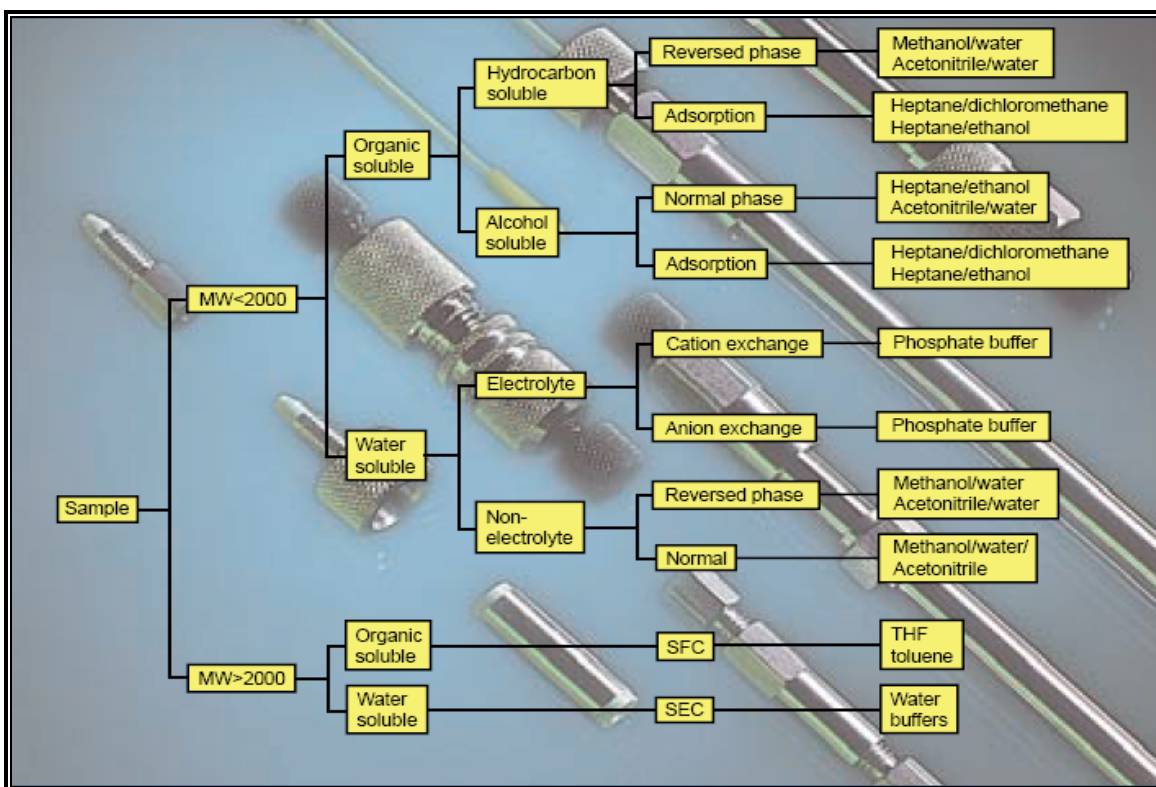 Reversed phase
Methanol/water
Acetonitrile/water
Hydrocarbon
soluble
Adsorption
Heptane/dichloromethane
Heptane/ethanol
Organic
soluble
Normal phase
Heptane/ethanol
Acetonitrile/water
Alcohol
soluble
Adsorption
Heptane/dichloromethane
Heptane/ethanol
MW<2000
Cation exchange
Phosphate buffer
Electrolyte
Anion exchange
Phosphate buffer
Water
soluble
Reversed phase
Methanol/water
Acetonitrile/water
Sample
Non-
electrolyte
Normal
Methanol/water/
Acetonitrile
Organic
soluble
SFC
THF
toluene
MW>2000
Water
soluble
SEC
Water
buffers